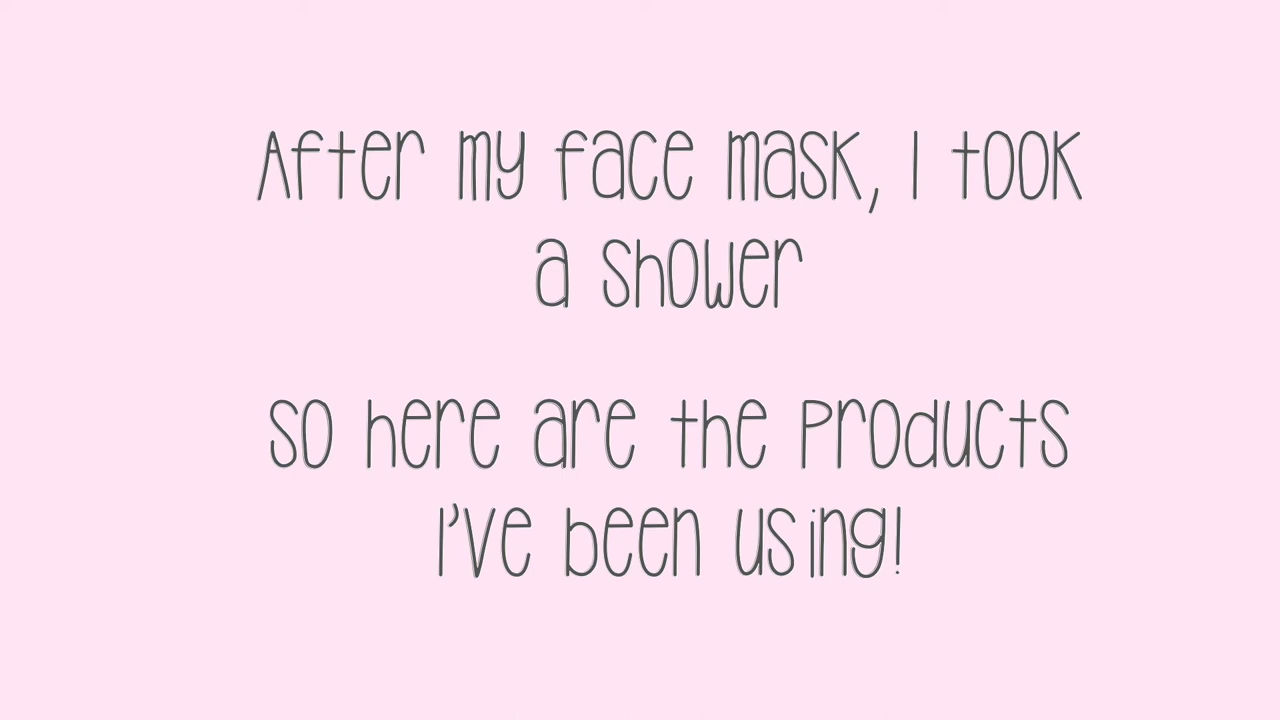 After my face mask, I took
a shower
so here are the products
I've been using!